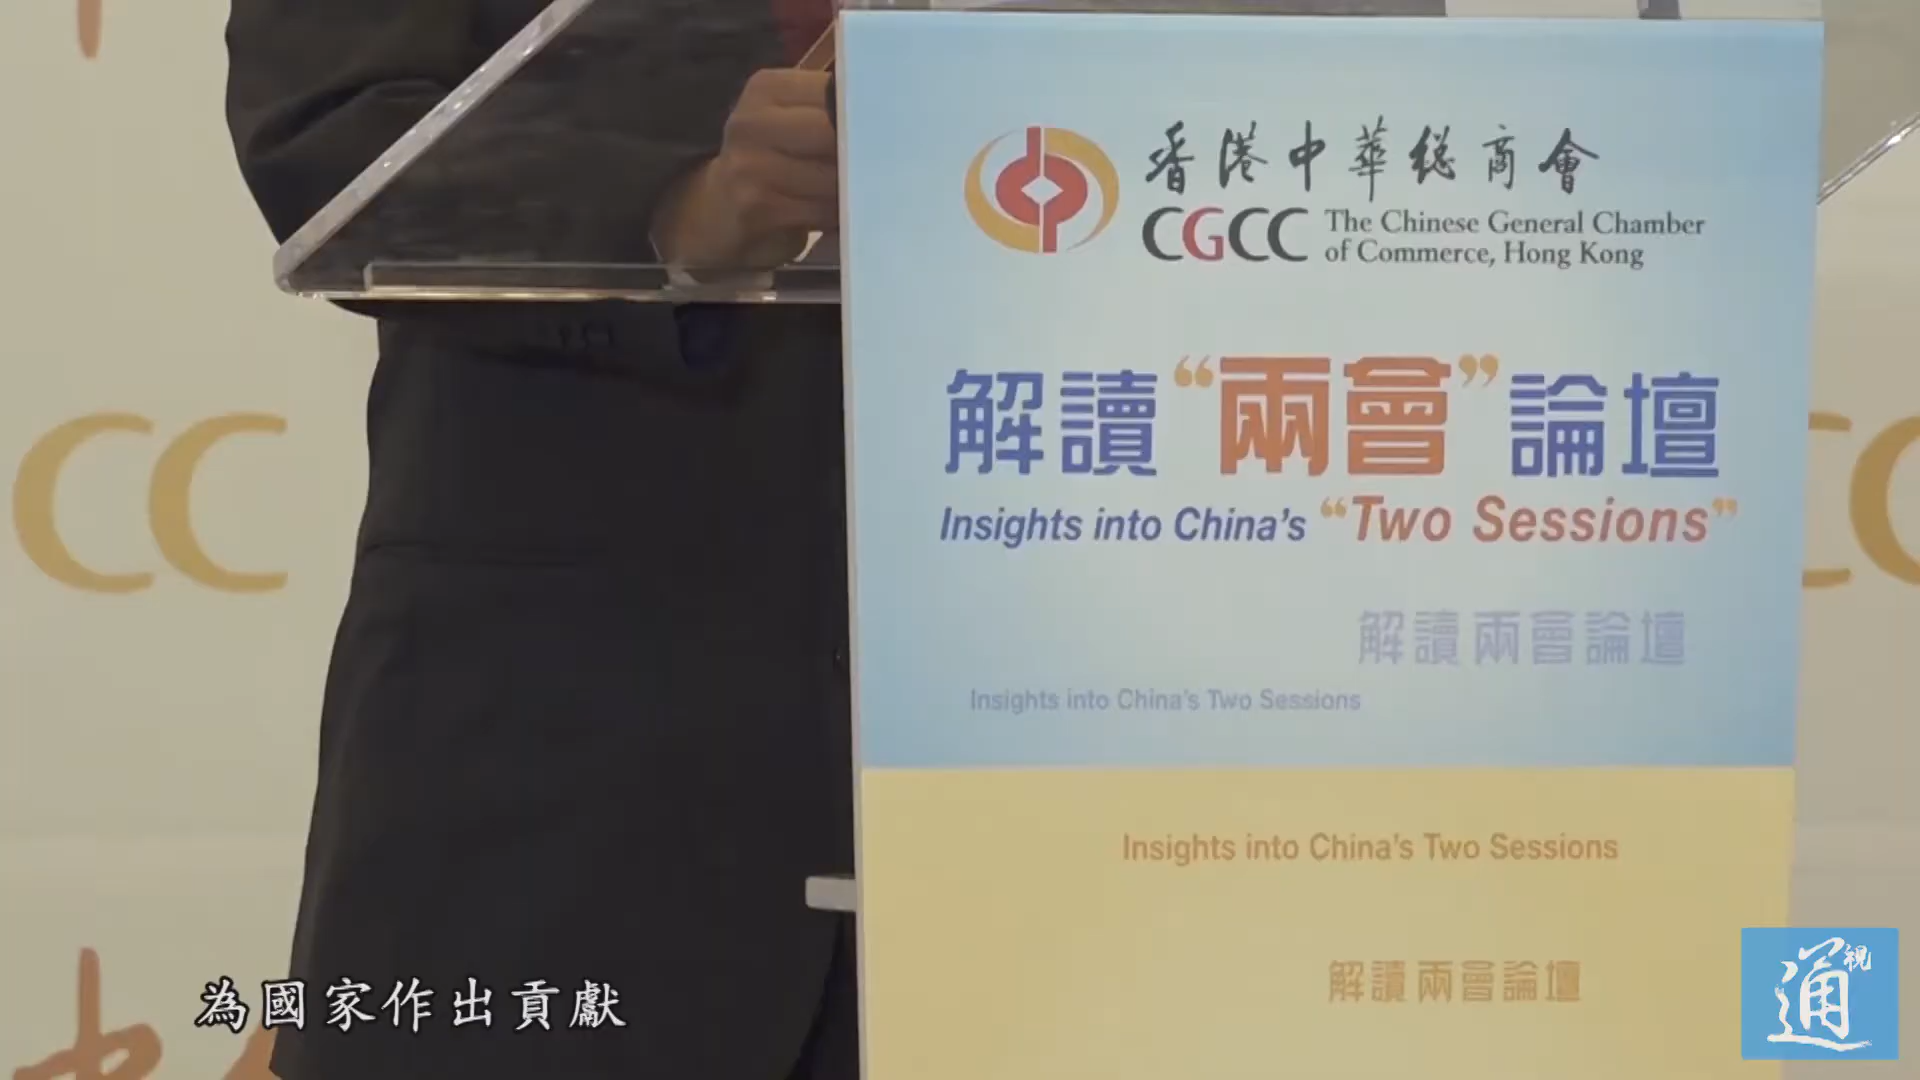 香港中華總商會
CGCC The Chinese General Chamber
of Commerce, Hong Kong
解讀“兩會”論壇
Insights into China's “Two Sessions”
解讀兩會論壇
Insights into China's Two Sessions
Insights into China's Two Sessions
解讀兩會論壇
CC
為國家作出貢獻
通視